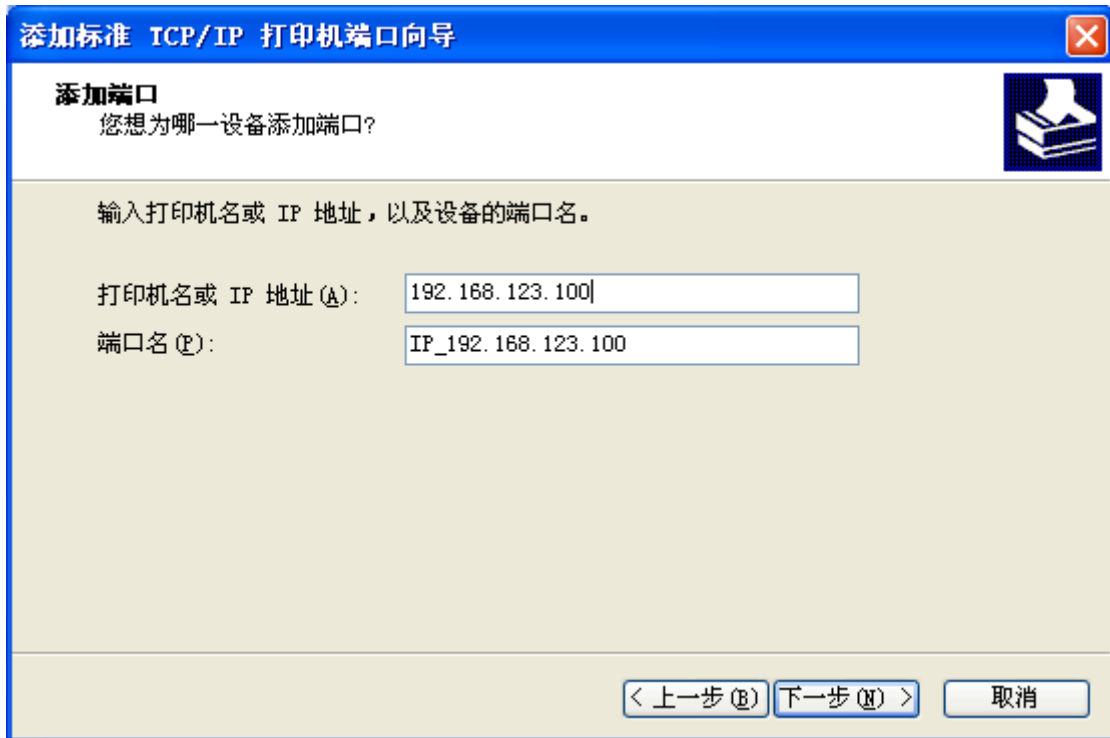 添加标准 TCP/IP 打印机端口向导
添加端口
您想为哪一设备添加端口?
输入打印机名或 IP 地址，以及设备的端口名。
打印机名或 IP 地址(A): 192.168.123.100
端口名(P): IP_192.168.123.100
< 上一步(B) 下一步(N) > 取消